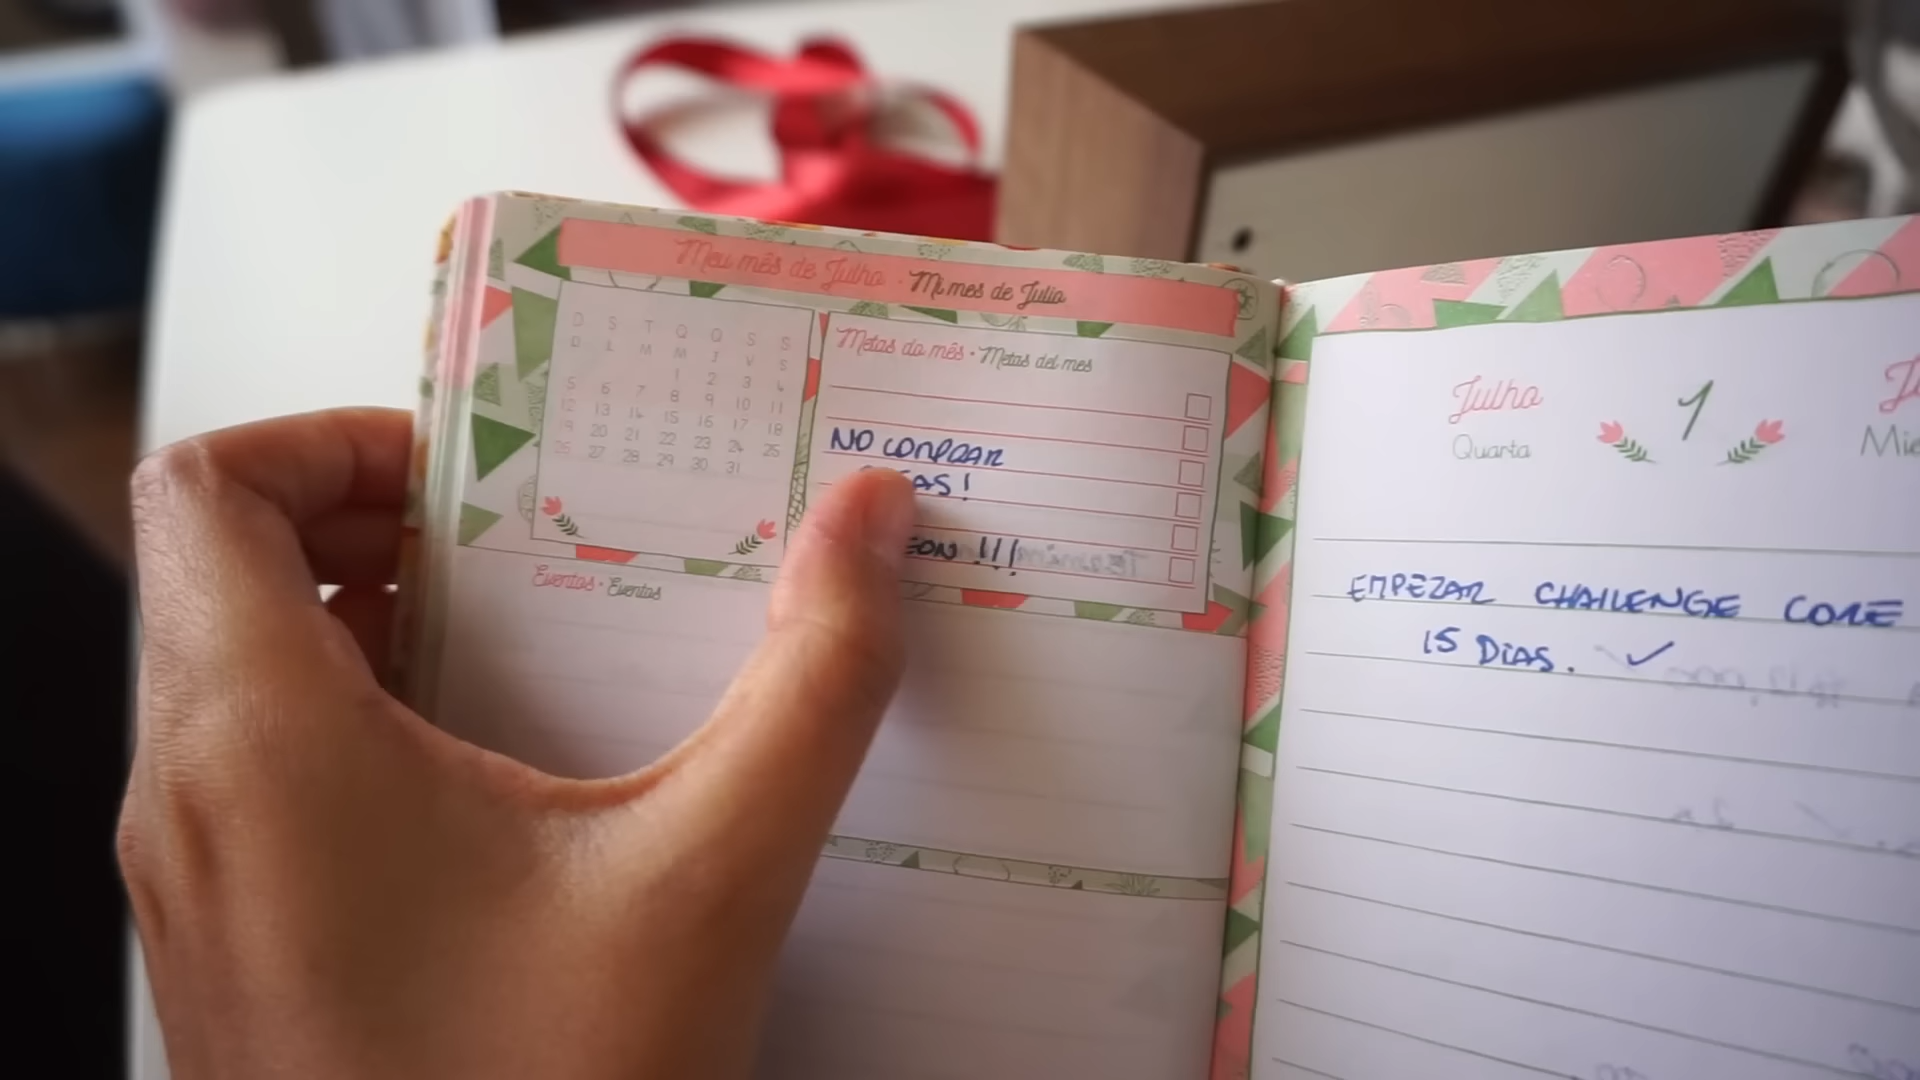 Meu mês de Julho · Mi mes de Julio
D S T Q Q S S
D L M M J V S
1 2 3 4
5 6 7 8 9 10 11
12 13 14 15 16 17 18
19 20 21 22 23 24 25
26 27 28 29 30 31
Metas do mês · Metas del mes
NO COMPRAR
AS!
EON !!!
Eventos · Eventos
Julho 1
Quarta
EMPEZAR CHALLENGE CORE
15 DIAS. ✓